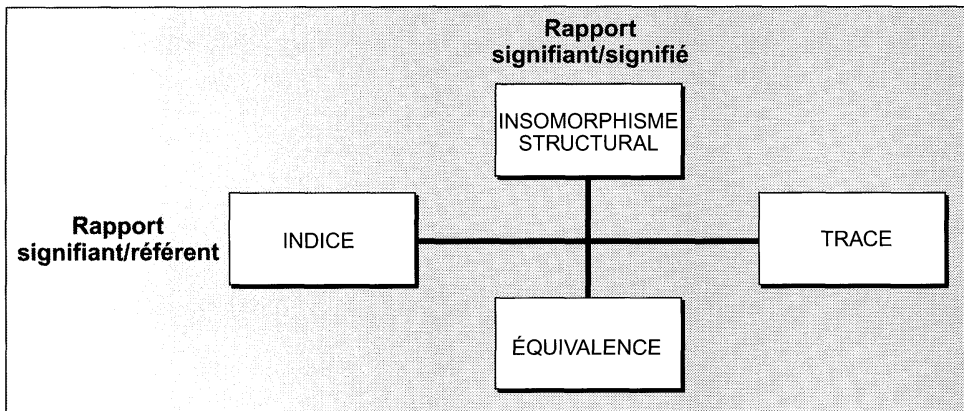 Rapport
signifiant/signifié
INSOMORPHISME
STRUCTURAL
Rapport
signifiant/référent
INDICE
TRACE
ÉQUIVALENCE